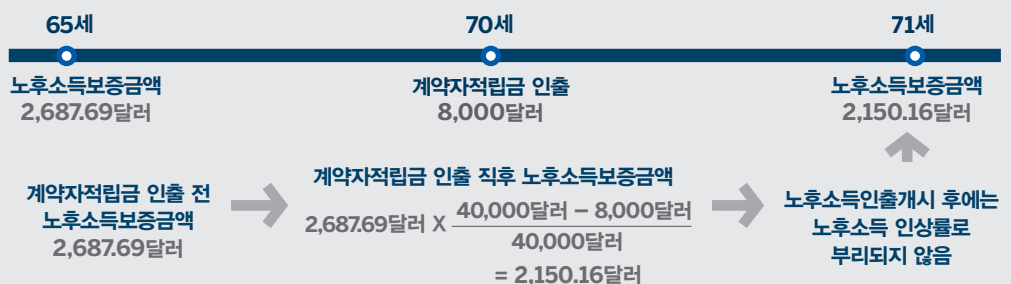 65세
70세
71세
노후소득보증금액
2,687.69달러
계약자적립금 인출
8,000달러
노후소득보증금액
2,150.16달러
계약자적립금 인출 전
노후소득보증금액
2,687.69달러
계약자적립금 인출 직후 노후소득보증금액
2,687.69달러 X
40,000달러 – 8,000달러
40,000달러
= 2,150.16달러
노후소득인출개시 후에는
노후소득 인상률로
부리되지 않음